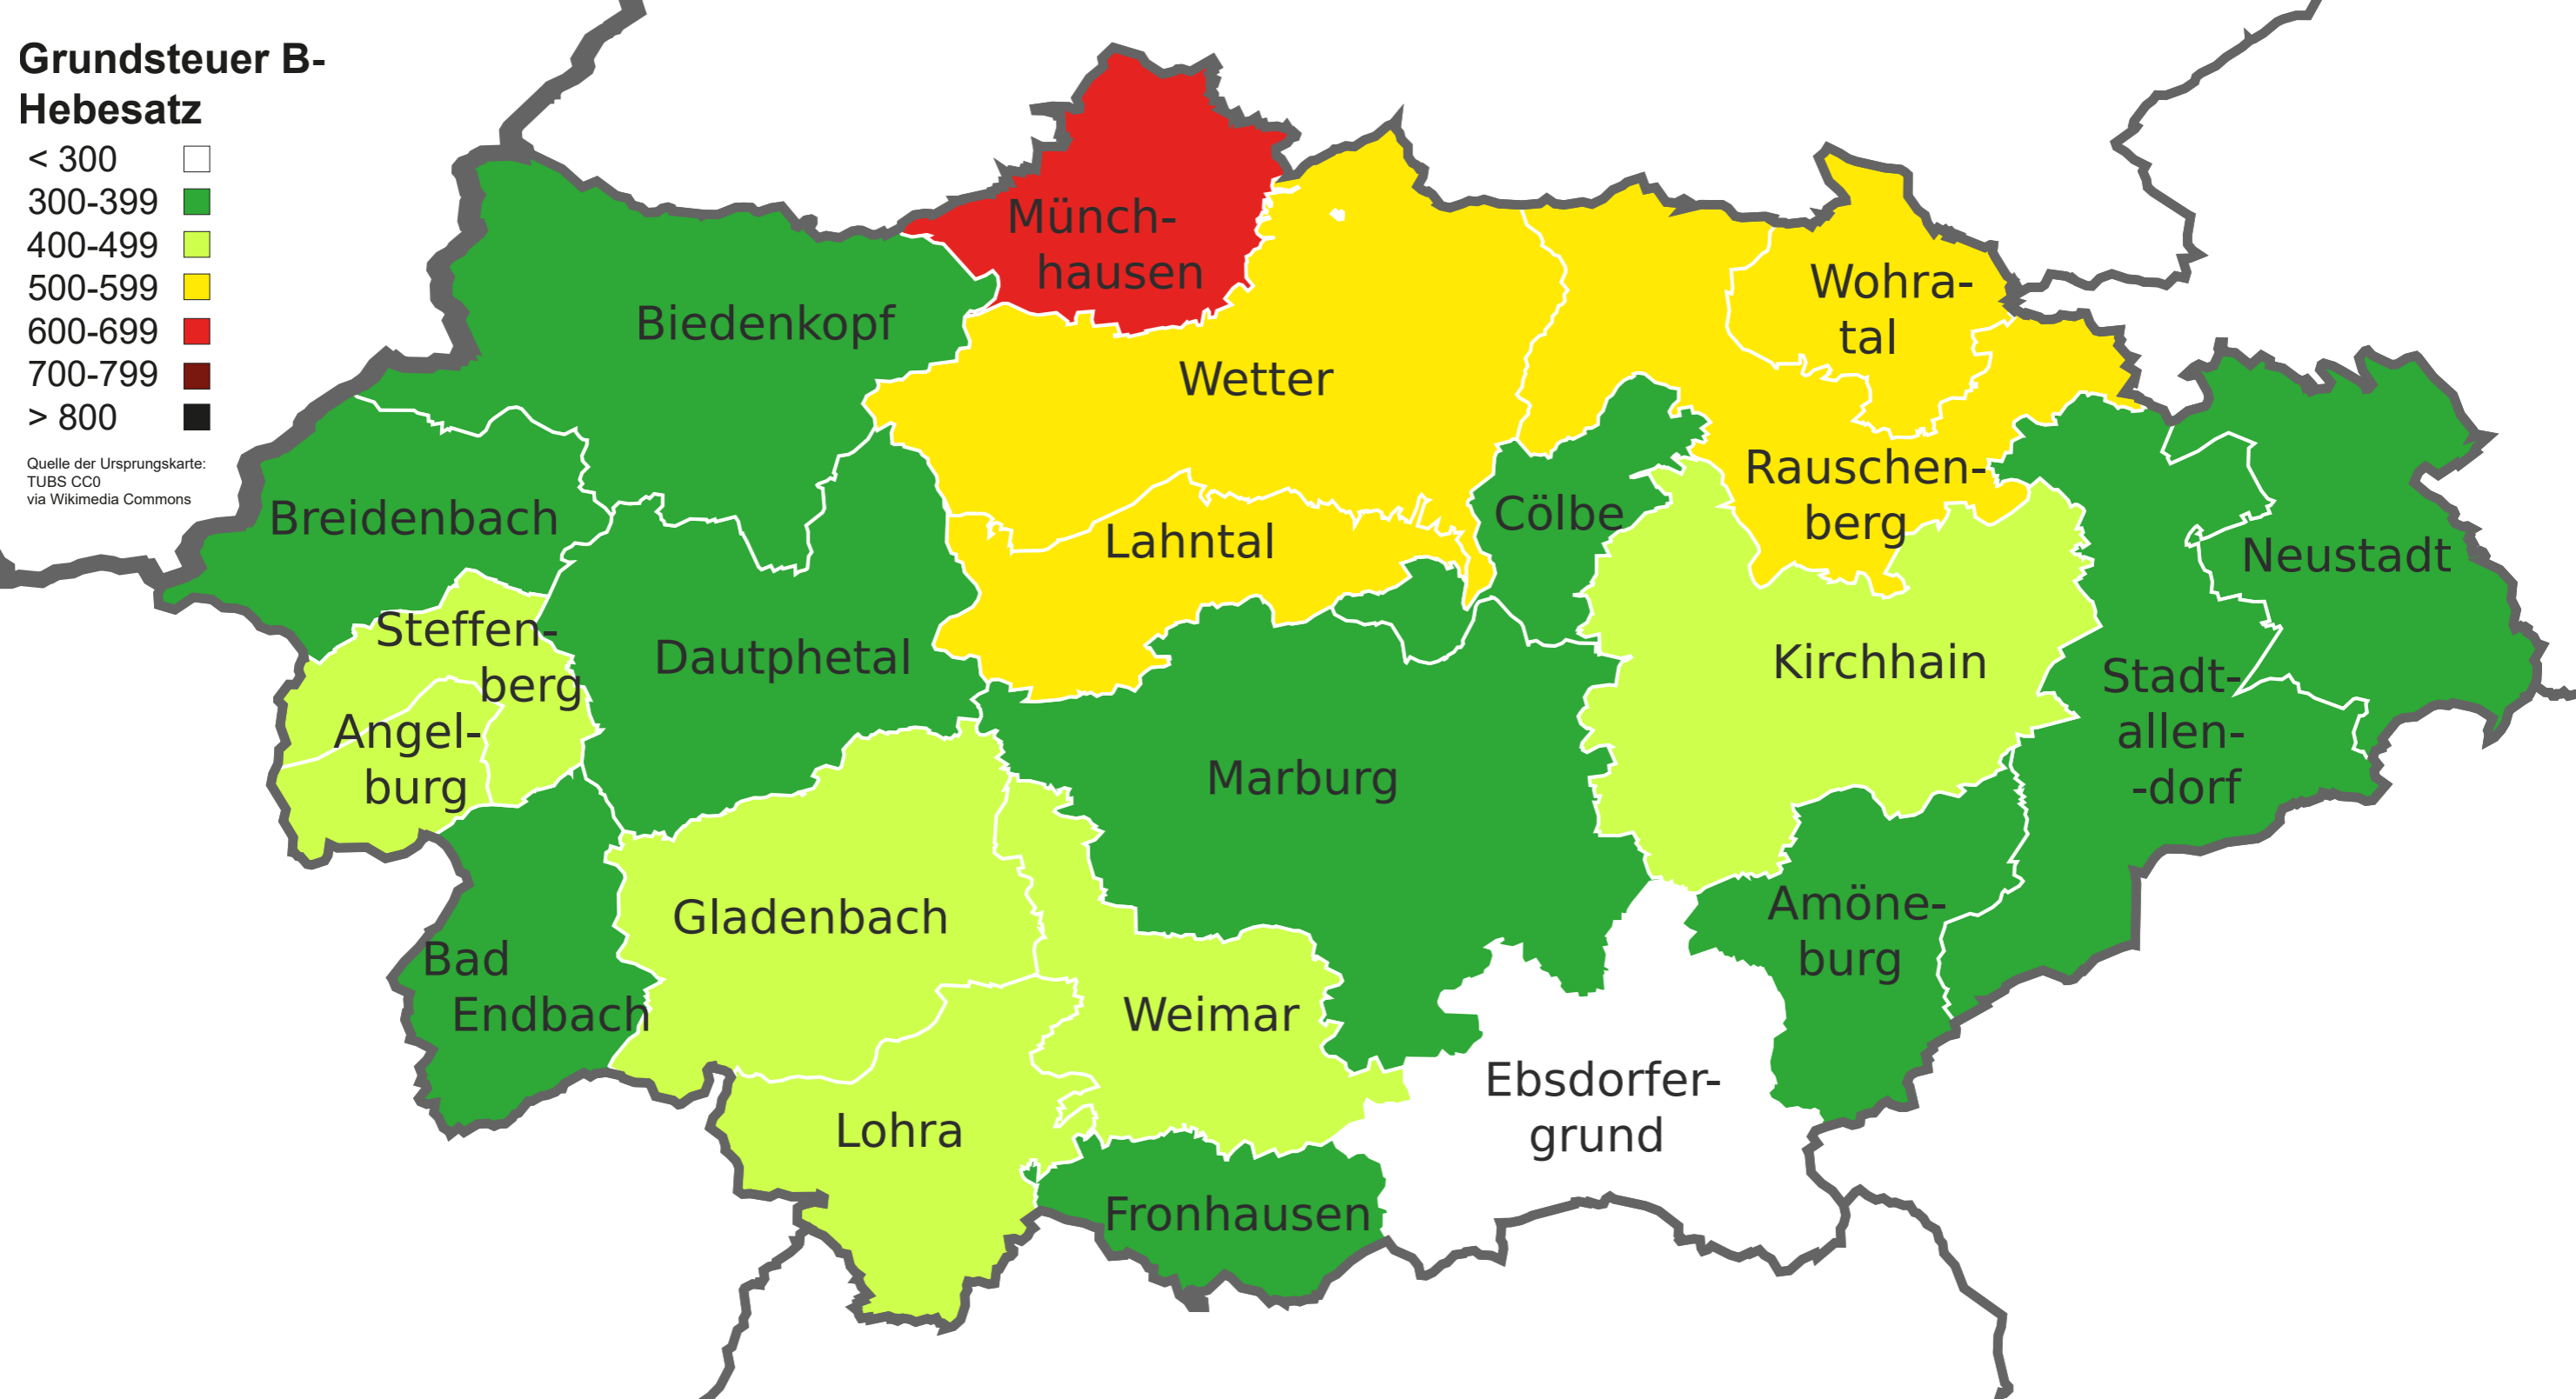 Grundsteuer B-
Hebesatz
< 300
300-399
400-499
500-599
600-699
700-799
> 800
Quelle der Ursprungskarte:
TUBS CC0
via Wikimedia Commons
Münch-
hausen
Biedenkopf
Wetter
Wohra-
tal
Rauschen-
berg
Breidenbach
Lahntal
Cölbe
Neustadt
Steffen-
berg
Dautphetal
Kirchhain
Stadt-
allen-
-dorf
Angel-
burg
Marburg
Gladenbach
Amöne-
burg
Bad
Endbach
Weimar
Ebsdorfer-
grund
Lohra
Fronhausen